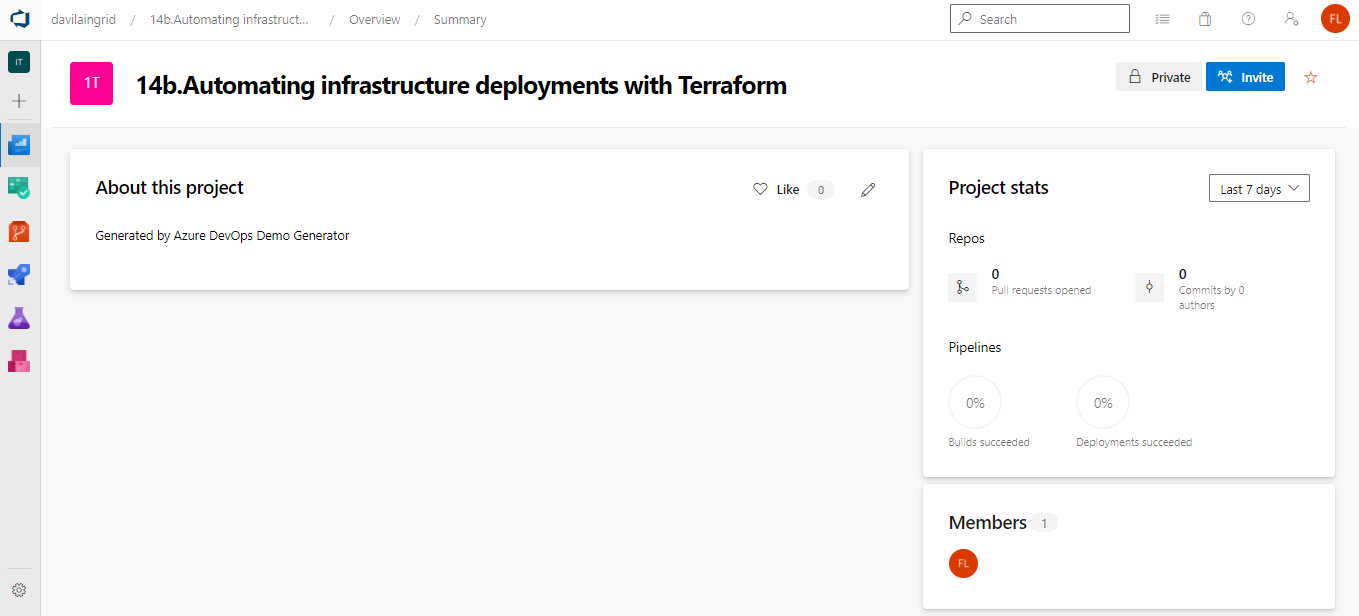 davilaingrid / 14b.Automating infrastruct... / Overview / Summary
Search
FL
IT
1T
14b.Automating infrastructure deployments with Terraform
Private
Invite
About this project
Like 0
Generated by Azure DevOps Demo Generator
Project stats
Last 7 days
Repos
0
Pull requests opened
0
Commits by 0
authors
Pipelines
0%
Builds succeeded
0%
Deployments succeeded
Members 1
FL